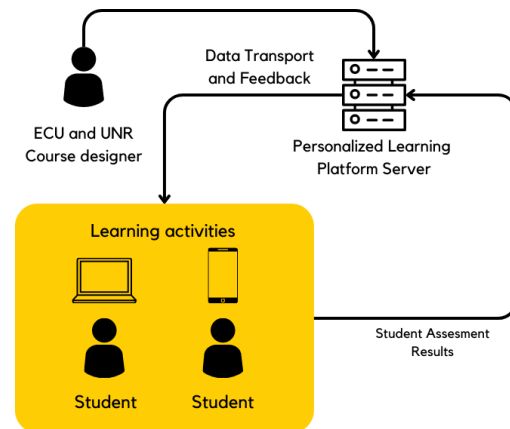 Data Transport
and Feedback
ECU and UNR
Course designer
Personalized Learning
Platform Server
Learning activities
Student
Student
Student Assesment
Results